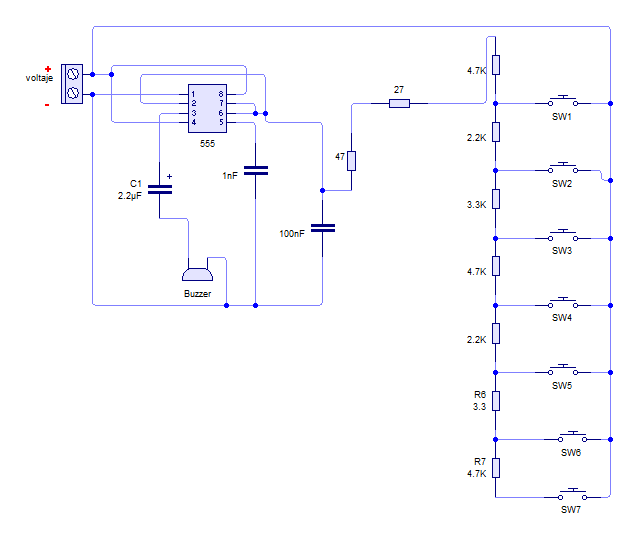 +
voltaje
-
1
2
3
4
8
7
6
5
555
C1
+
2.2µF
1nF
100nF
Buzzer
47
27
4.7K
2.2K
3.3K
4.7K
2.2K
R6
3.3
R7
4.7K
SW1
SW2
SW3
SW4
SW5
SW6
SW7